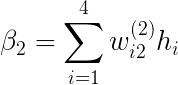 β₂ = ∑_{i=1}^{4} w_{i2}^{(2)} h_i